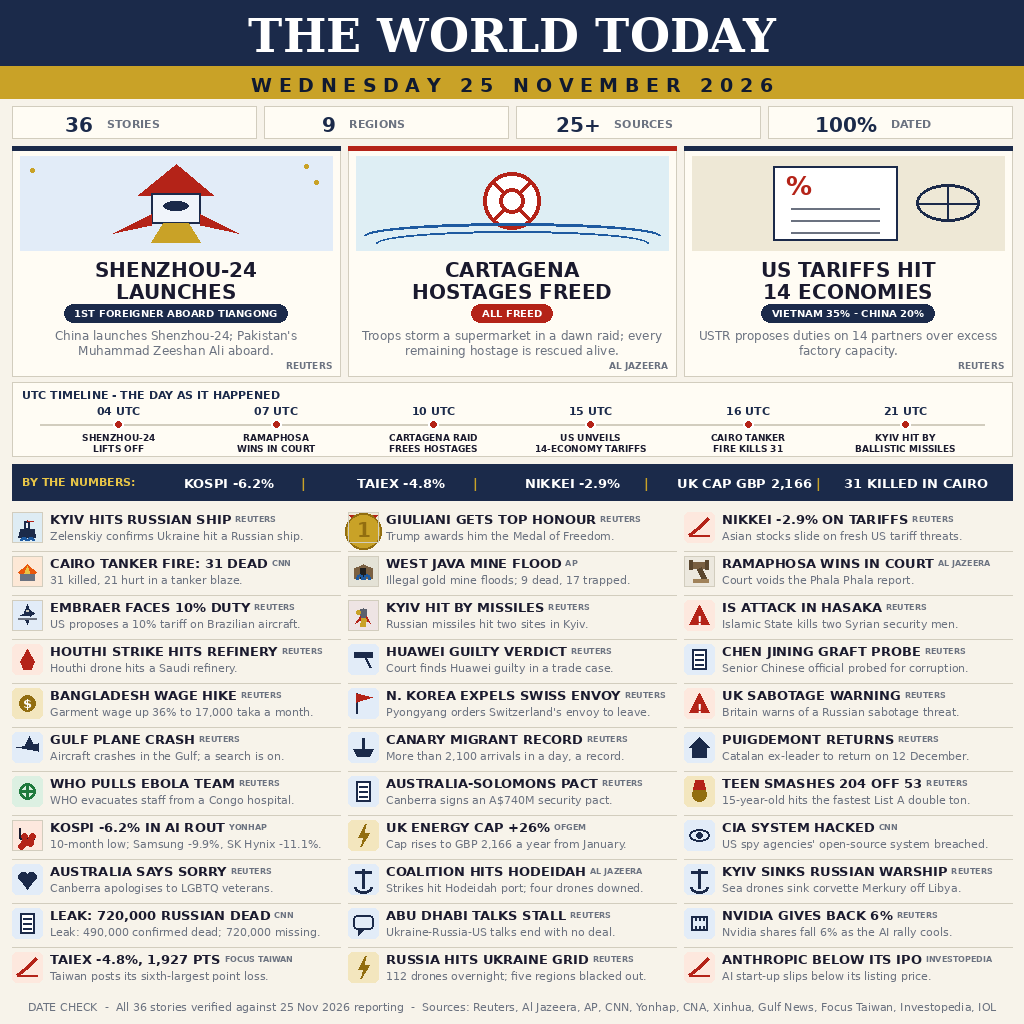 THE WORLD TODAY
WEDNESDAY 25 NOVEMBER 2026
36 STORIES
9 REGIONS
25+ SOURCES
100% DATED
SHENZHOU-24
LAUNCHES
1ST FOREIGNER ABOARD TIANGONG
China launches Shenzhou-24; Pakistan's
Muhammad Zeeshan Ali aboard.
REUTERS
CARTAGENA
HOSTAGES FREED
ALL FREED
Troops storm a supermarket in a dawn raid; every
remaining hostage is rescued alive.
AL JAZEERA
%
US TARIFFS HIT
14 ECONOMIES
VIETNAM 35% - CHINA 20%
USTR proposes duties on 14 partners over excess
factory capacity.
REUTERS
UTC TIMELINE - THE DAY AS IT HAPPENED
04 UTC
SHENZHOU-24
LIFTS OFF
07 UTC
RAMAPHOSA
WINS IN COURT
10 UTC
CARTAGENA RAID
FREES HOSTAGES
15 UTC
US UNVEILS
14-ECONOMY TARIFFS
16 UTC
CAIRO TANKER
FIRE KILLS 31
21 UTC
KYIV HIT BY
BALLISTIC MISSILES
BY THE NUMBERS: KOSPI -6.2% | TAIEX -4.8% | NIKKEI -2.9% | UK CAP GBP 2,166 | 31 KILLED IN CAIRO
KYIV HITS RUSSIAN SHIP REUTERS
Zelenskiy confirms Ukraine hit a Russian ship.
1
GIULIANI GETS TOP HONOUR REUTERS
Trump awards him the Medal of Freedom.
NIKKEI -2.9% ON TARIFFS REUTERS
Asian stocks slide on fresh US tariff threats.
CAIRO TANKER FIRE: 31 DEAD CNN
31 killed, 21 hurt in a tanker blaze.
WEST JAVA MINE FLOOD AP
Illegal gold mine floods; 9 dead, 17 trapped.
RAMAPHOSA WINS IN COURT AL JAZEERA
Court voids the Phala Phala report.
EMBRAER FACES 10% DUTY REUTERS
US proposes a 10% tariff on Brazilian aircraft.
KYIV HIT BY MISSILES REUTERS
Russian missiles hit two sites in Kyiv.
IS ATTACK IN HASAKA REUTERS
Islamic State kills two Syrian security men.
HOUTHI STRIKE HITS REFINERY REUTERS
Houthi drone hits a Saudi refinery.
HUAWEI GUILTY VERDICT REUTERS
Court finds Huawei guilty in a trade case.
CHEN JINING GRAFT PROBE REUTERS
Senior Chinese official probed for corruption.
$
BANGLADESH WAGE HIKE REUTERS
Garment wage up 36% to 17,000 taka a month.
N. KOREA EXPELS SWISS ENVOY REUTERS
Pyongyang orders Switzerland's envoy to leave.
UK SABOTAGE WARNING REUTERS
Britain warns of a Russian sabotage threat.
GULF PLANE CRASH REUTERS
Aircraft crashes in the Gulf; a search is on.
CANARY MIGRANT RECORD REUTERS
More than 2,100 arrivals in a day, a record.
PUIGDEMONT RETURNS REUTERS
Catalan ex-leader to return on 12 December.
WHO PULLS EBOLA TEAM REUTERS
WHO evacuates staff from a Congo hospital.
AUSTRALIA-SOLOMONS PACT REUTERS
Canberra signs an A$740M security pact.
TEEN SMASHES 204 OFF 53 REUTERS
15-year-old hits the fastest List A double ton.
KOSPI -6.2% IN AI ROUT YONHAP
10-month low; Samsung -9.9%, SK Hynix -11.1%.
UK ENERGY CAP +26% OFGEM
Cap rises to GBP 2,166 a year from January.
CIA SYSTEM HACKED CNN
US spy agencies' open-source system breached.
AUSTRALIA SAYS SORRY REUTERS
Canberra apologises to LGBTQ veterans.
COALITION HITS HODEIDAH AL JAZEERA
Strikes hit Hodeidah port; four drones downed.
KYIV SINKS RUSSIAN WARSHIP REUTERS
Sea drones sink corvette Merkury off Libya.
LEAK: 720,000 RUSSIAN DEAD CNN
Leak: 490,000 confirmed dead; 720,000 missing.
ABU DHABI TALKS STALL REUTERS
Ukraine-Russia-US talks end with no deal.
NVIDIA GIVES BACK 6% REUTERS
Nvidia shares fall 6% as the AI rally cools.
TAIEX -4.8%, 1,927 PTS FOCUS TAIWAN
Taiwan posts its sixth-largest point loss.
RUSSIA HITS UKRAINE GRID REUTERS
112 drones overnight; five regions blacked out.
ANTHROPIC BELOW ITS IPO INVESTOPEDIA
AI start-up slips below its listing price.
DATE CHECK - All 36 stories verified against 25 Nov 2026 reporting - Sources: Reuters, Al Jazeera, AP, CNN, Yonhap, CNA, Xinhua, Gulf News, Focus Taiwan, Investopedia, IOL